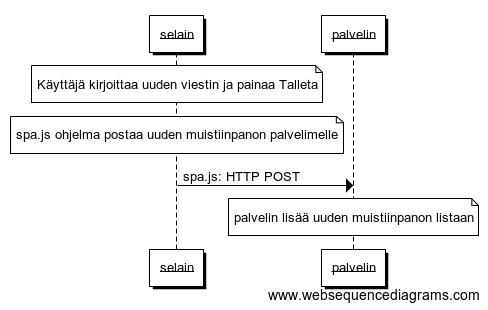 selain palvelin
Käyttäjä kirjoittaa uuden viestin ja painaa Talleta
spa.js ohjelma postaa uuden muistiinpanon palvelimelle
spa.js: HTTP POST
palvelin lisää uuden muistiinpanon listaan
selain palvelin
www.websequencediagrams.com